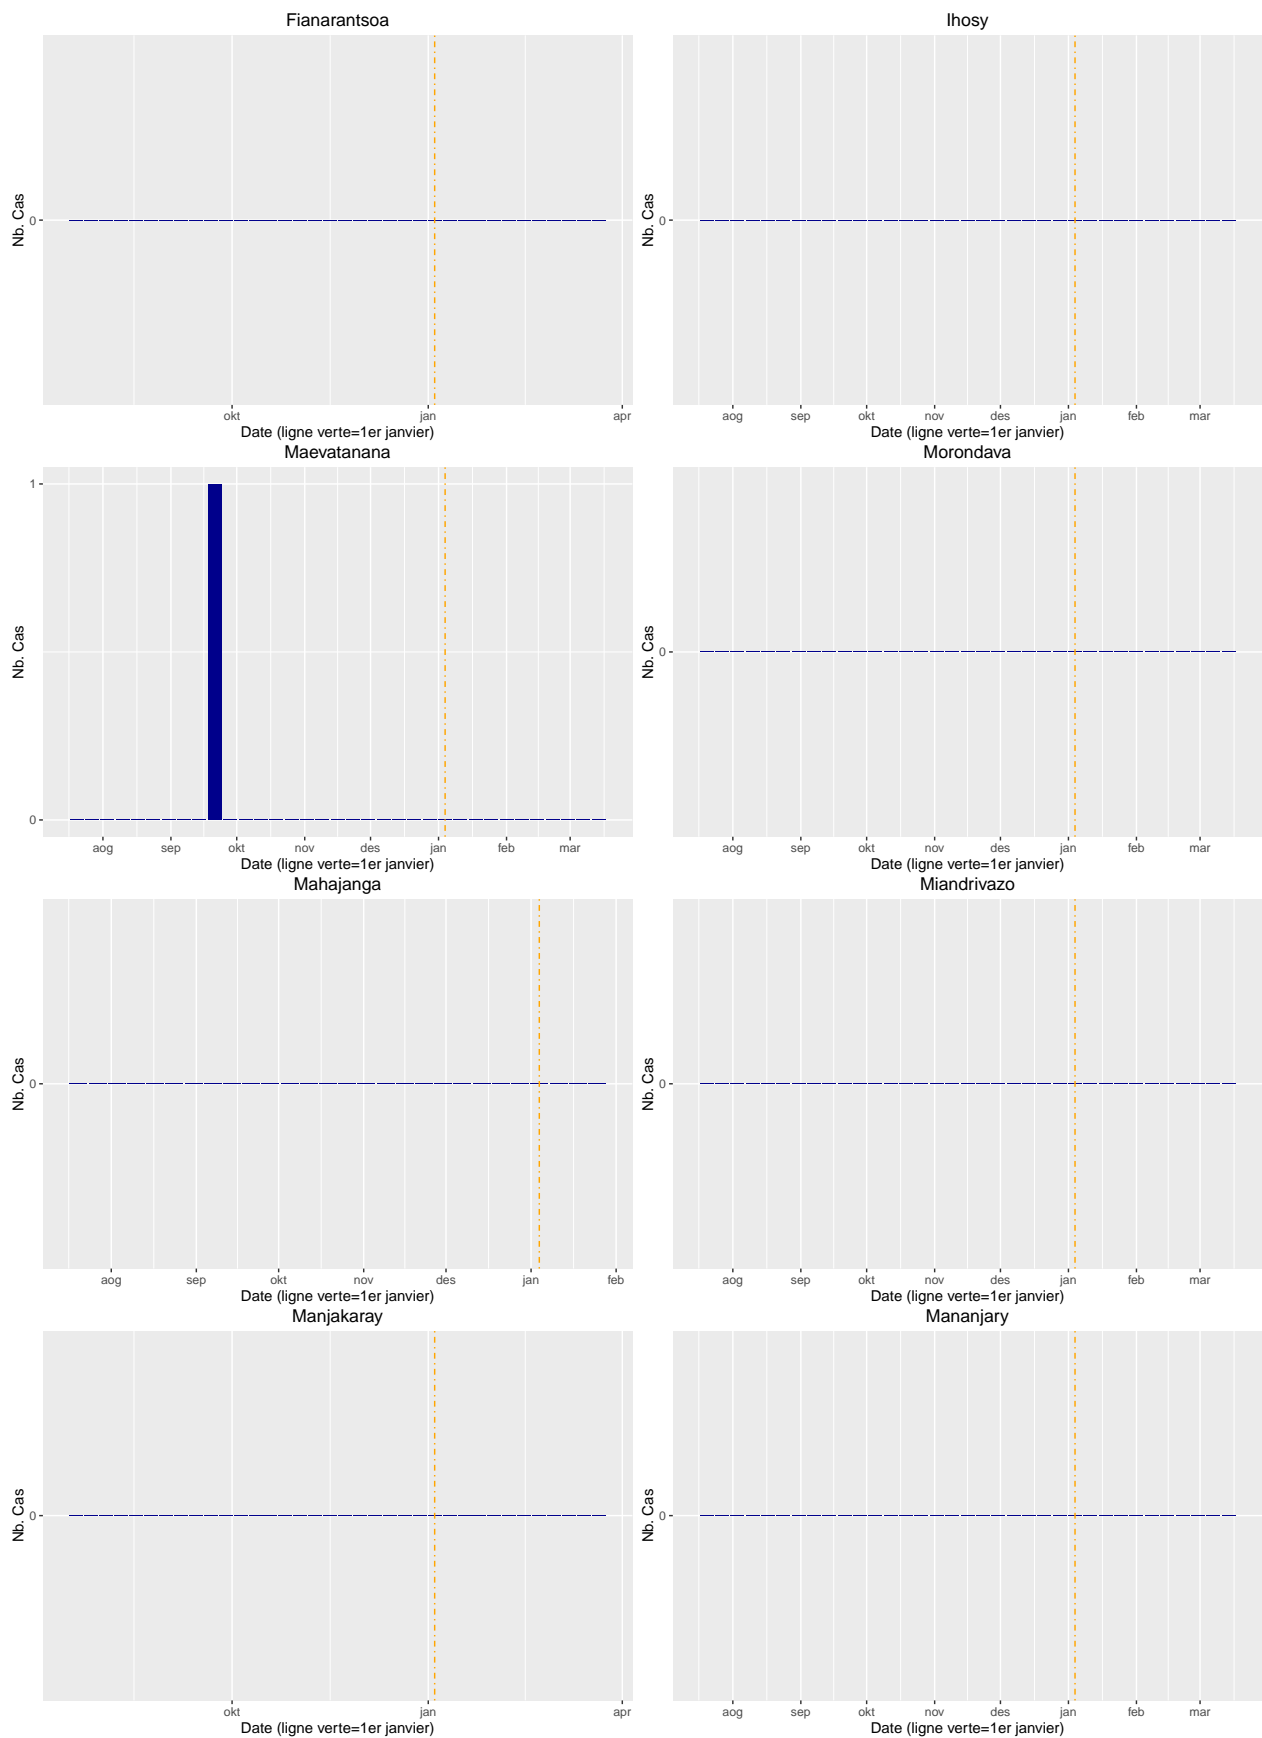 Fianarantsoa
Nb. Cas
0
okt jan apr
Date (ligne verte=1er janvier)
Ihosy
Nb. Cas
0
aog sep okt nov des jan feb mar
Date (ligne verte=1er janvier)
Maevatanana
Nb. Cas
1
0
aog sep okt nov des jan feb mar
Date (ligne verte=1er janvier)
Morondava
Nb. Cas
0
aog sep okt nov des jan feb mar
Date (ligne verte=1er janvier)
Mahajanga
Nb. Cas
0
aog sep okt nov des jan feb
Date (ligne verte=1er janvier)
Miandrivazo
Nb. Cas
0
aog sep okt nov des jan feb mar
Date (ligne verte=1er janvier)
Manjakaray
Nb. Cas
0
okt jan apr
Date (ligne verte=1er janvier)
Mananjary
Nb. Cas
0
aog sep okt nov des jan feb mar
Date (ligne verte=1er janvier)